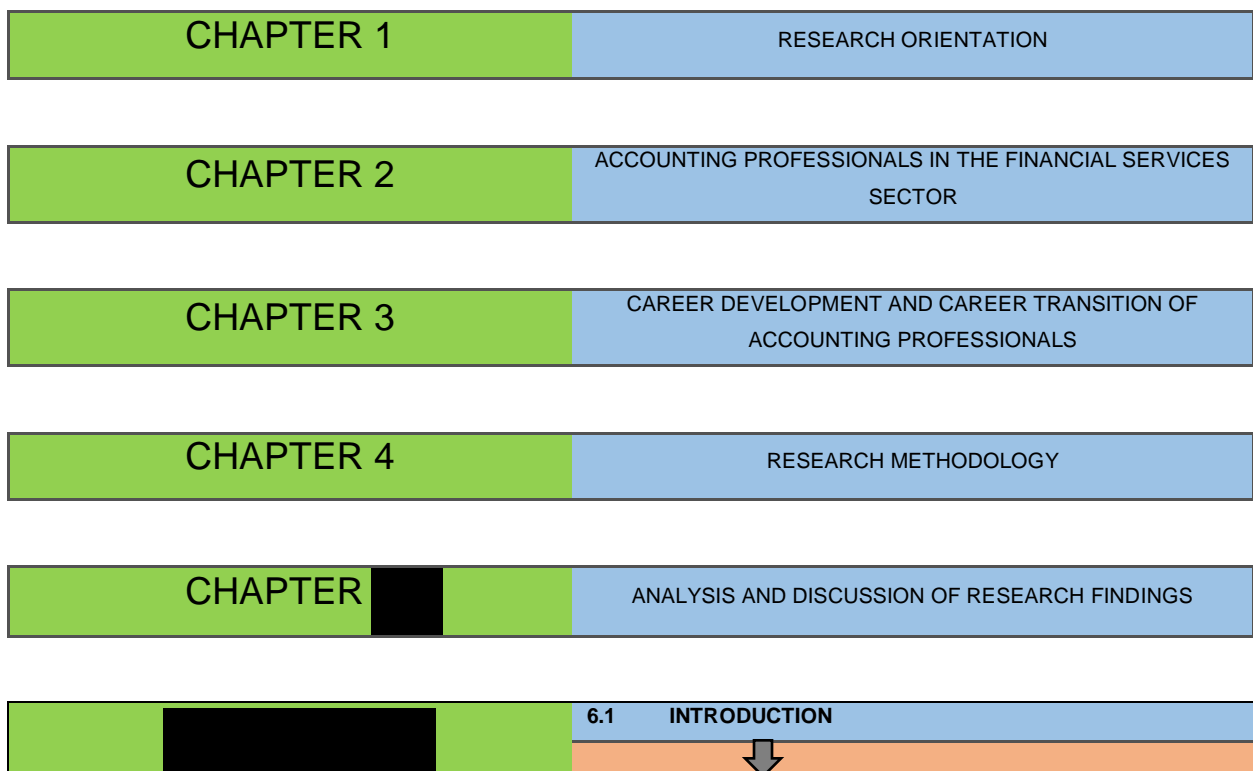 CHAPTER 1
RESEARCH ORIENTATION
CHAPTER 2
ACCOUNTING PROFESSIONALS IN THE FINANCIAL SERVICES
SECTOR
CHAPTER 3
CAREER DEVELOPMENT AND CAREER TRANSITION OF
ACCOUNTING PROFESSIONALS
CHAPTER 4
RESEARCH METHODOLOGY
CHAPTER
ANALYSIS AND DISCUSSION OF RESEARCH FINDINGS
6.1 INTRODUCTION